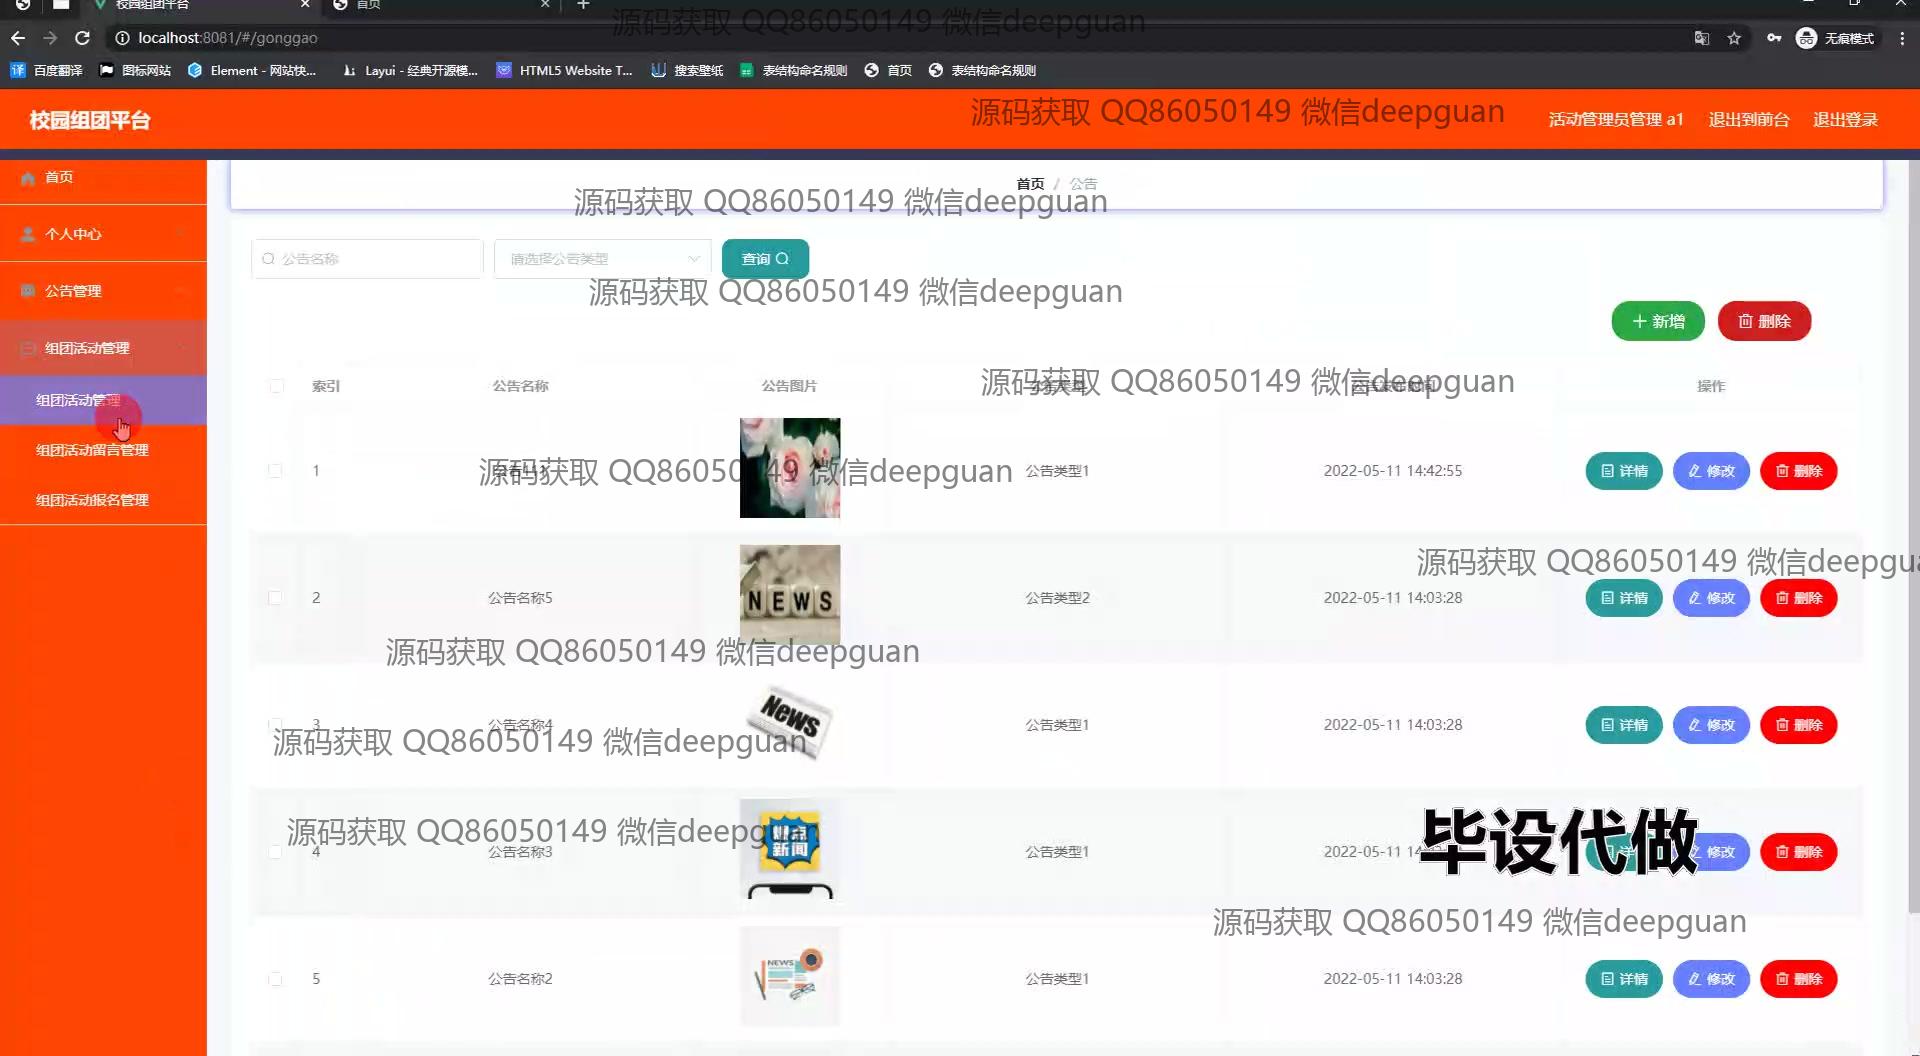 校园组团平台
首页
源码获取 QQ86050149 微信deepguan
localhost:8081/#/gonggao
无痕模式
百度翻译
图标网站
Element - 网站快...
Layui - 经典开源模...
HTML5 Website T...
搜索壁纸
表结构命名规则
首页
表结构命名规则
校园组团平台
源码获取 QQ86050149 微信deepguan
活动管理员管理 a1
退出到前台
退出登录
首页
个人中心
公告管理
组团活动管理
组团活动管理
组团活动留言管理
组团活动报名管理
首页 / 公告
源码获取 QQ86050149 微信deepguan
公告名称
请选择公告类型
查询
源码获取 QQ86050149 微信deepguan
新增
删除
索引
公告名称
公告图片
源码获取 QQ86050149 微信deepguan
操作
1
源码获取 QQ86050149 微信deepguan
公告类型1
2022-05-11 14:42:55
详情
修改
删除
源码获取 QQ86050149 微信deepgua
2
公告名称5
NEWS
公告类型2
2022-05-11 14:03:28
详情
修改
删除
源码获取 QQ86050149 微信deepguan
3
公告名称4
News
公告类型1
2022-05-11 14:03:28
详情
修改
删除
源码获取 QQ86050149 微信deepguan
源码获取 QQ86050149 微信deepguan
4
公告名称3
新闻
公告类型1
2022-05-11 14
毕设代做
修改
删除
源码获取 QQ86050149 微信deepguan
5
公告名称2
NEWS
公告类型1
2022-05-11 14:03:28
详情
修改
删除